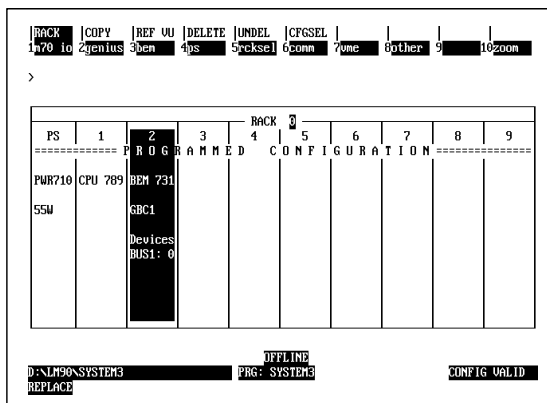 RACK |COPY |REF VU |DELETE |UNDEL |CFGSEL | | | |
1m70 io 2genius 3bem 4ps 5rcksel 6comm 7vme 8other 9 10zoom
>
RACK 0
PS 1 2 3 4 5 6 7 8 9
============= P R O G R A M M E D C O N F I G U R A T I O N ===============
PWR710 CPU 789 BEM 731
55W GBC1
Devices
BUS1: 0
OFFLINE
D:\LM90\SYSTEM3 PRG: SYSTEM3 CONFIG VALID
REPLACE